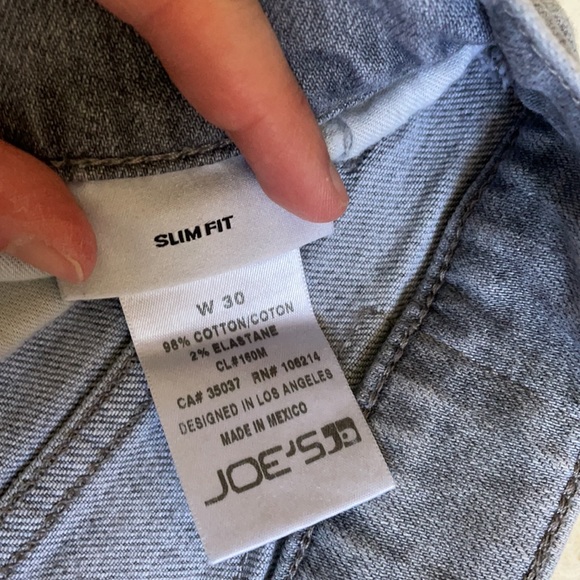 SLIM FIT
W 30
98% COTTON/COTON
2% ELASTANE
CL#160M
CA# 35037 RN# 106214
DESIGNED IN LOS ANGELES
MADE IN MEXICO
JOE'S